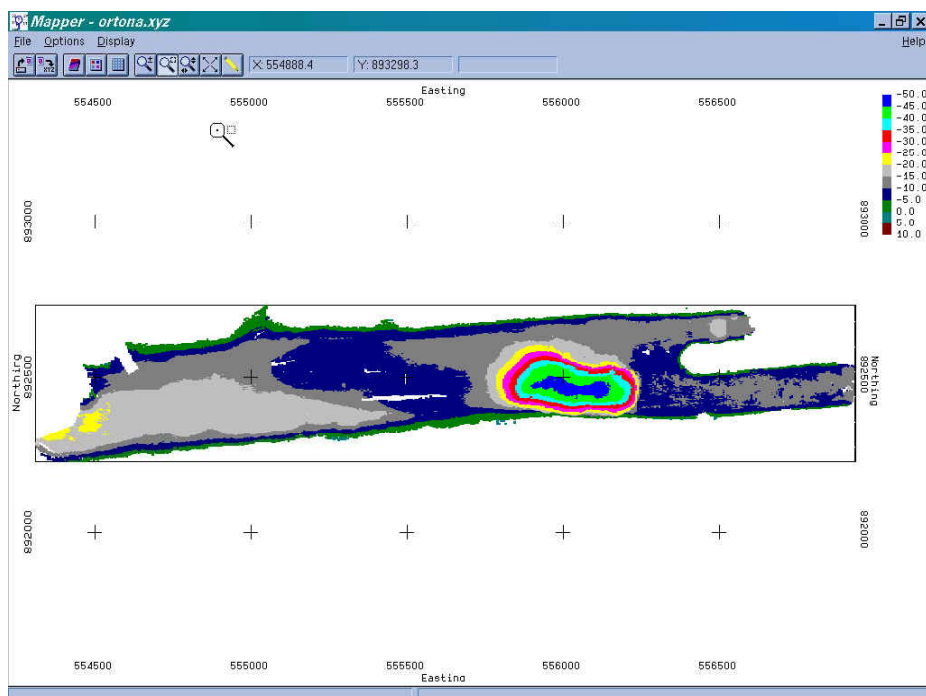 Mapper - ortona.xyz
File Options Display Help
XYZ X: 554888.4 Y: 893298.3
Easting
554500 555000 555500 556000 556500
-50.0
-45.0
-40.0
-35.0
-30.0
-25.0
-20.0
-15.0
-10.0
-5.0
0.0
5.0
10.0
893000 893000
Northing 892500 892500 Northing
892000 892000
554500 555000 555500 556000 556500
Easting